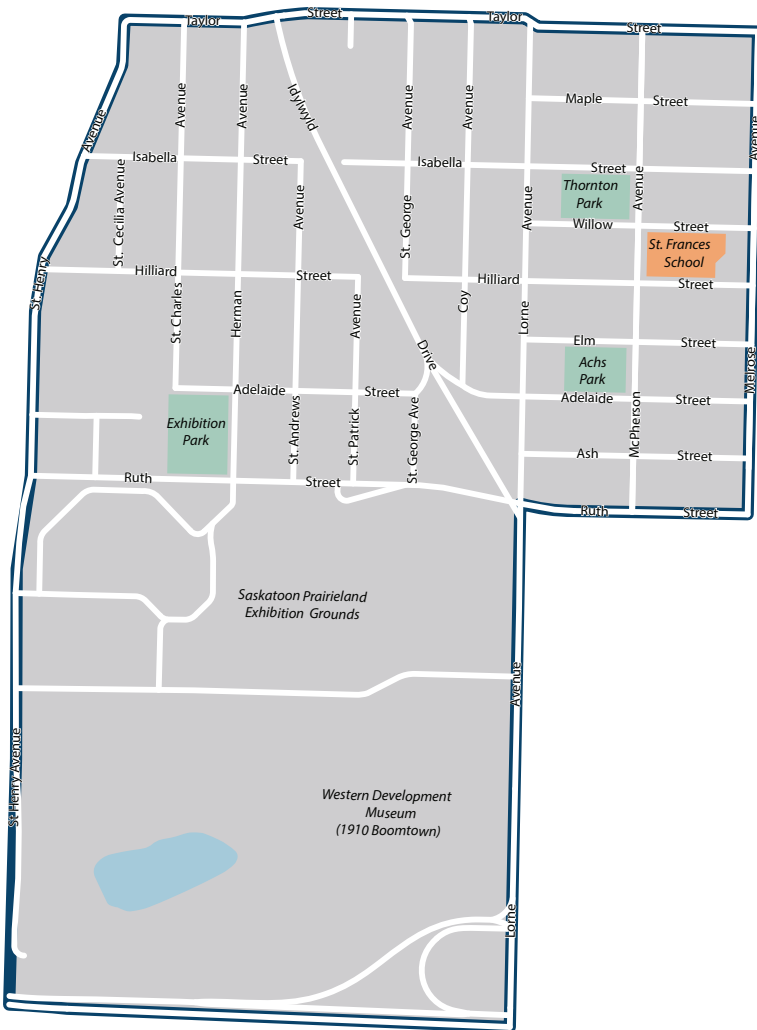 Taylor
Street
Taylor
Street
Avenue
Avenue
Idylwyld
Avenue
Avenue
Maple
Street
Avenue
Avenue
Isabella
Street
Isabella
Street
St. Cecilia Avenue
Avenue
St. George
Avenue
Thornton
Park
Avenue
Willow
Street
St. Frances
School
St. Henry
Hilliard
Street
Hilliard
Street
St. Charles
Herman
Avenue
Coy
Lorne
Drive
Elm
Street
Achs
Park
Melrose
Adelaide
Street
Adelaide
Street
Exhibition
Park
St. Andrews
St. Patrick
St. George Ave
McPherson
Ash
Street
Ruth
Street
Ruth
Street
Saskatoon Prairieland
Exhibition Grounds
Avenue
St Henry Avenue
Western Development
Museum
(1910 Boomtown)
Lorne